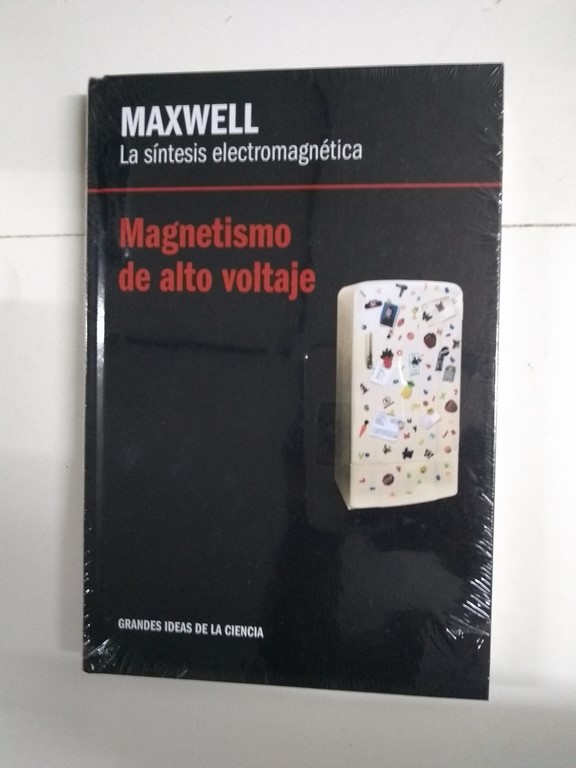 MAXWELL
La síntesis electromagnética
Magnetismo
de alto voltaje
GRANDES IDEAS DE LA CIENCIA